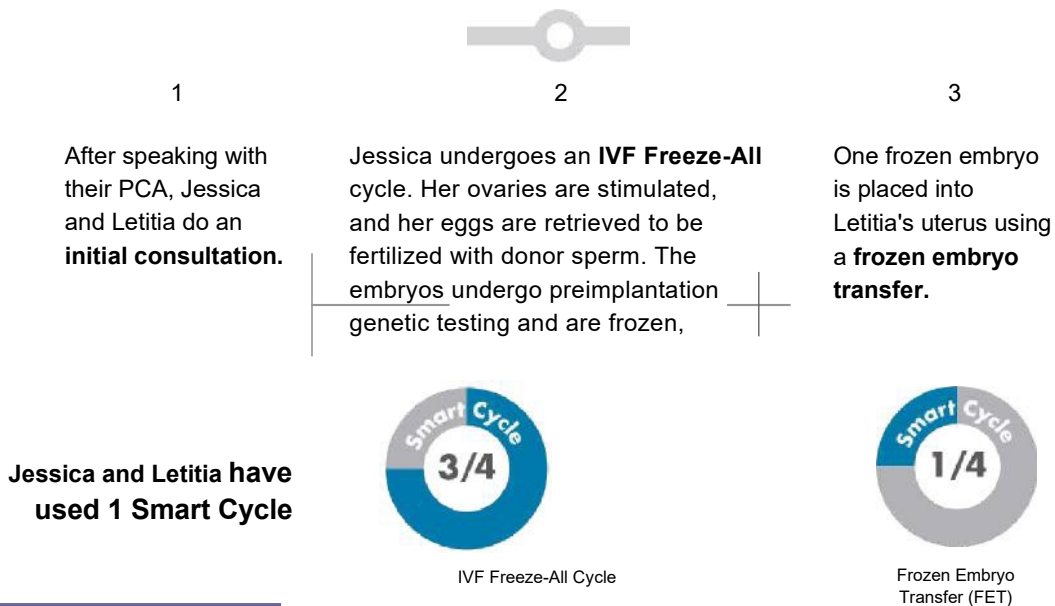 1
After speaking with
their PCA, Jessica
and Letitia do an
initial consultation.
2
Jessica undergoes an IVF Freeze-All
cycle. Her ovaries are stimulated,
and her eggs are retrieved to be
fertilized with donor sperm. The
embryos undergo preimplantation
genetic testing and are frozen,
3
One frozen embryo
is placed into
Letitia's uterus using
a frozen embryo
transfer.
Jessica and Letitia have
used 1 Smart Cycle
Smart Cycle
3/4
IVF Freeze-All Cycle
Smart Cycle
1/4
Frozen Embryo
Transfer (FET)